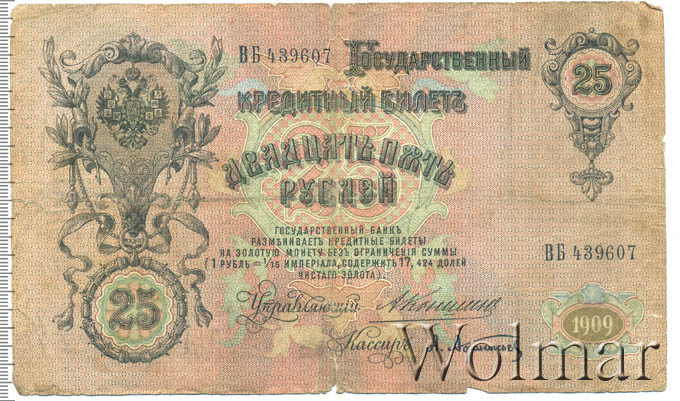 ВБ 439607
Государственный
Кредитный Билетъ
25
Двадцать пять
рублей
25
Государственный Банкъ
размѣниваетъ кредитные билеты
на золотую монету безъ ограниченія суммы
(1 рубль = 1/15 имперіала, содержитъ 17,424 долей
чистаго золота).
ВБ 439607
25
Управляющій
Коншинъ
1909
Кассиръ
Wolmar